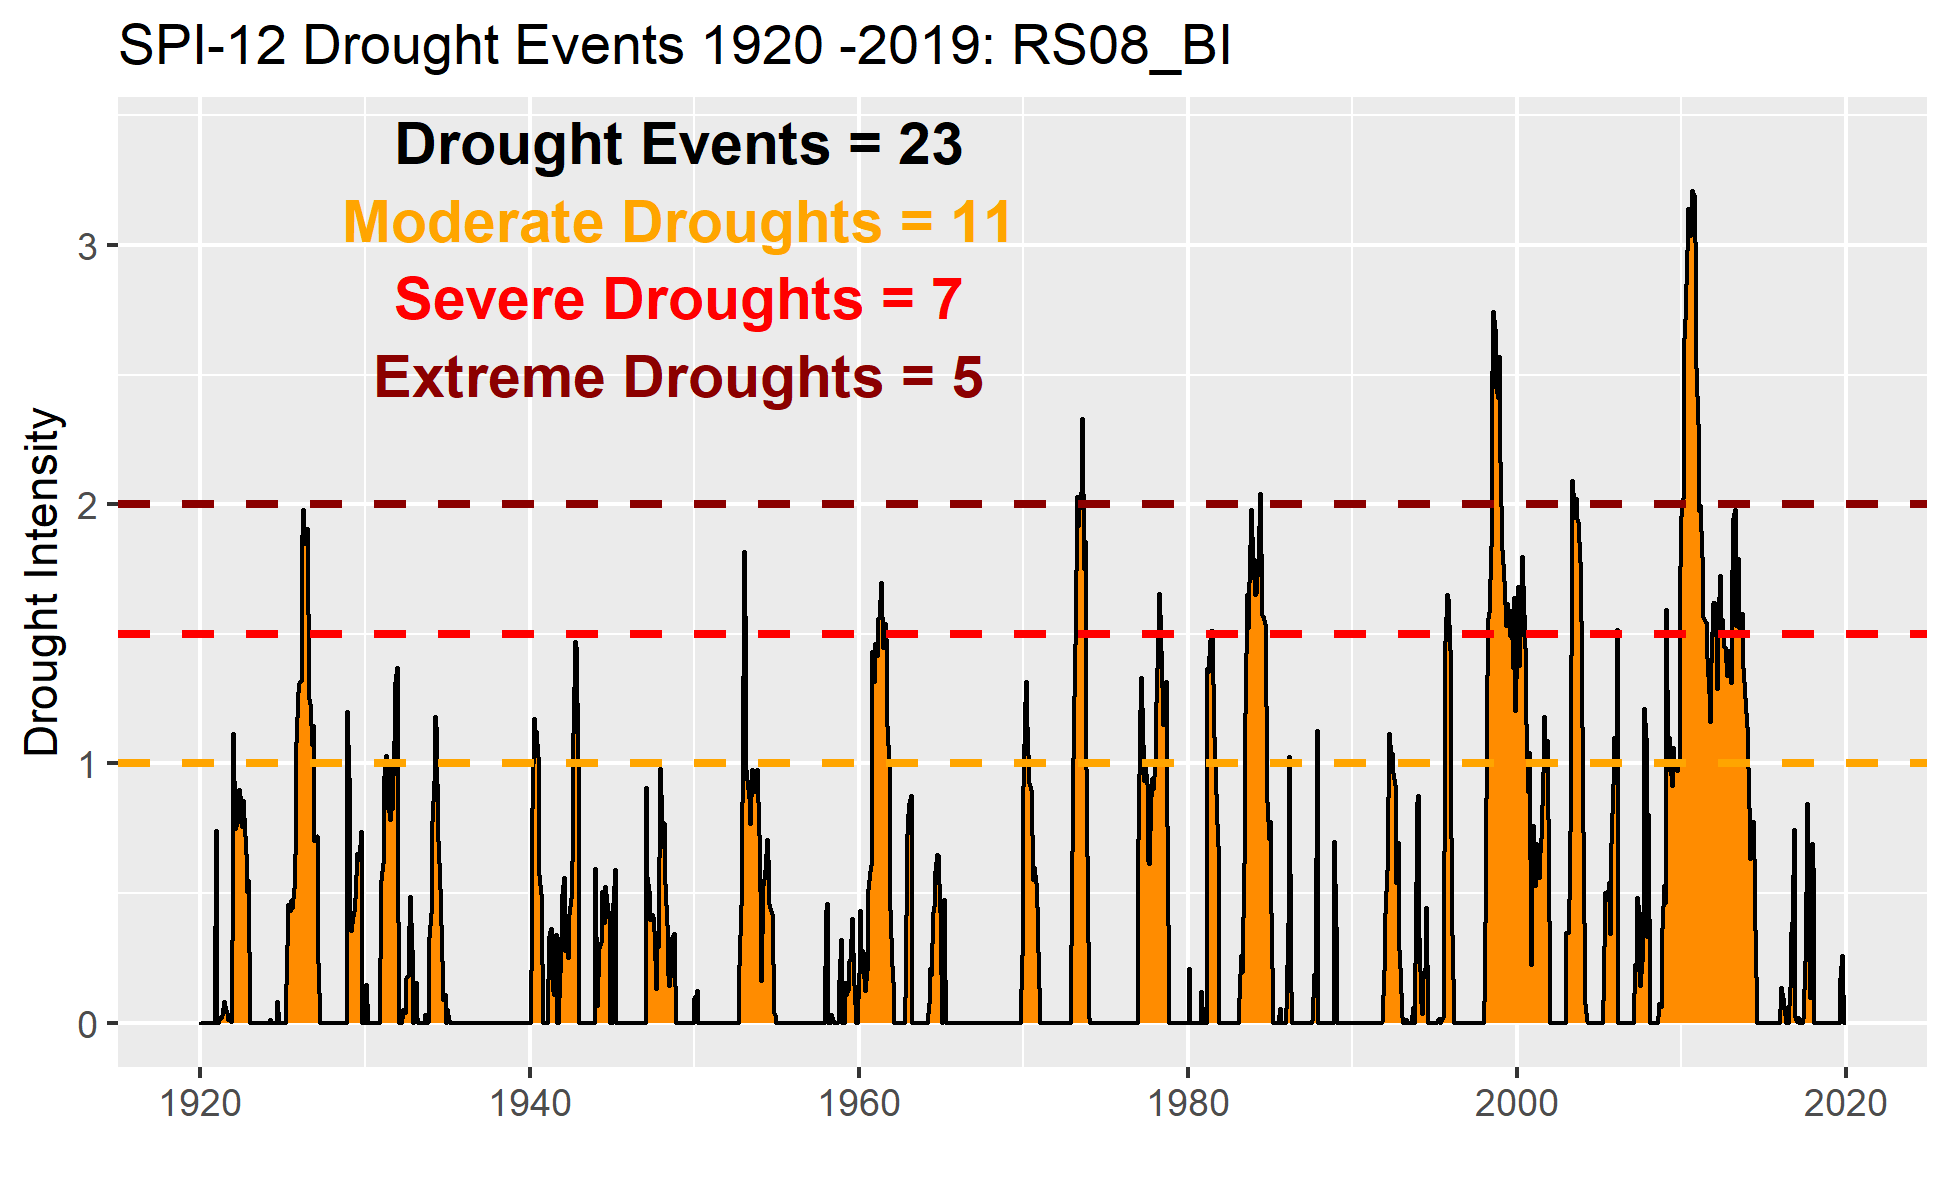 SPI-12 Drought Events 1920 -2019: RS08_BI
Drought Events = 23
Moderate Droughts = 11
Severe Droughts = 7
Extreme Droughts = 5
Drought Intensity
3
2
1
0
1920 1940 1960 1980 2000 2020